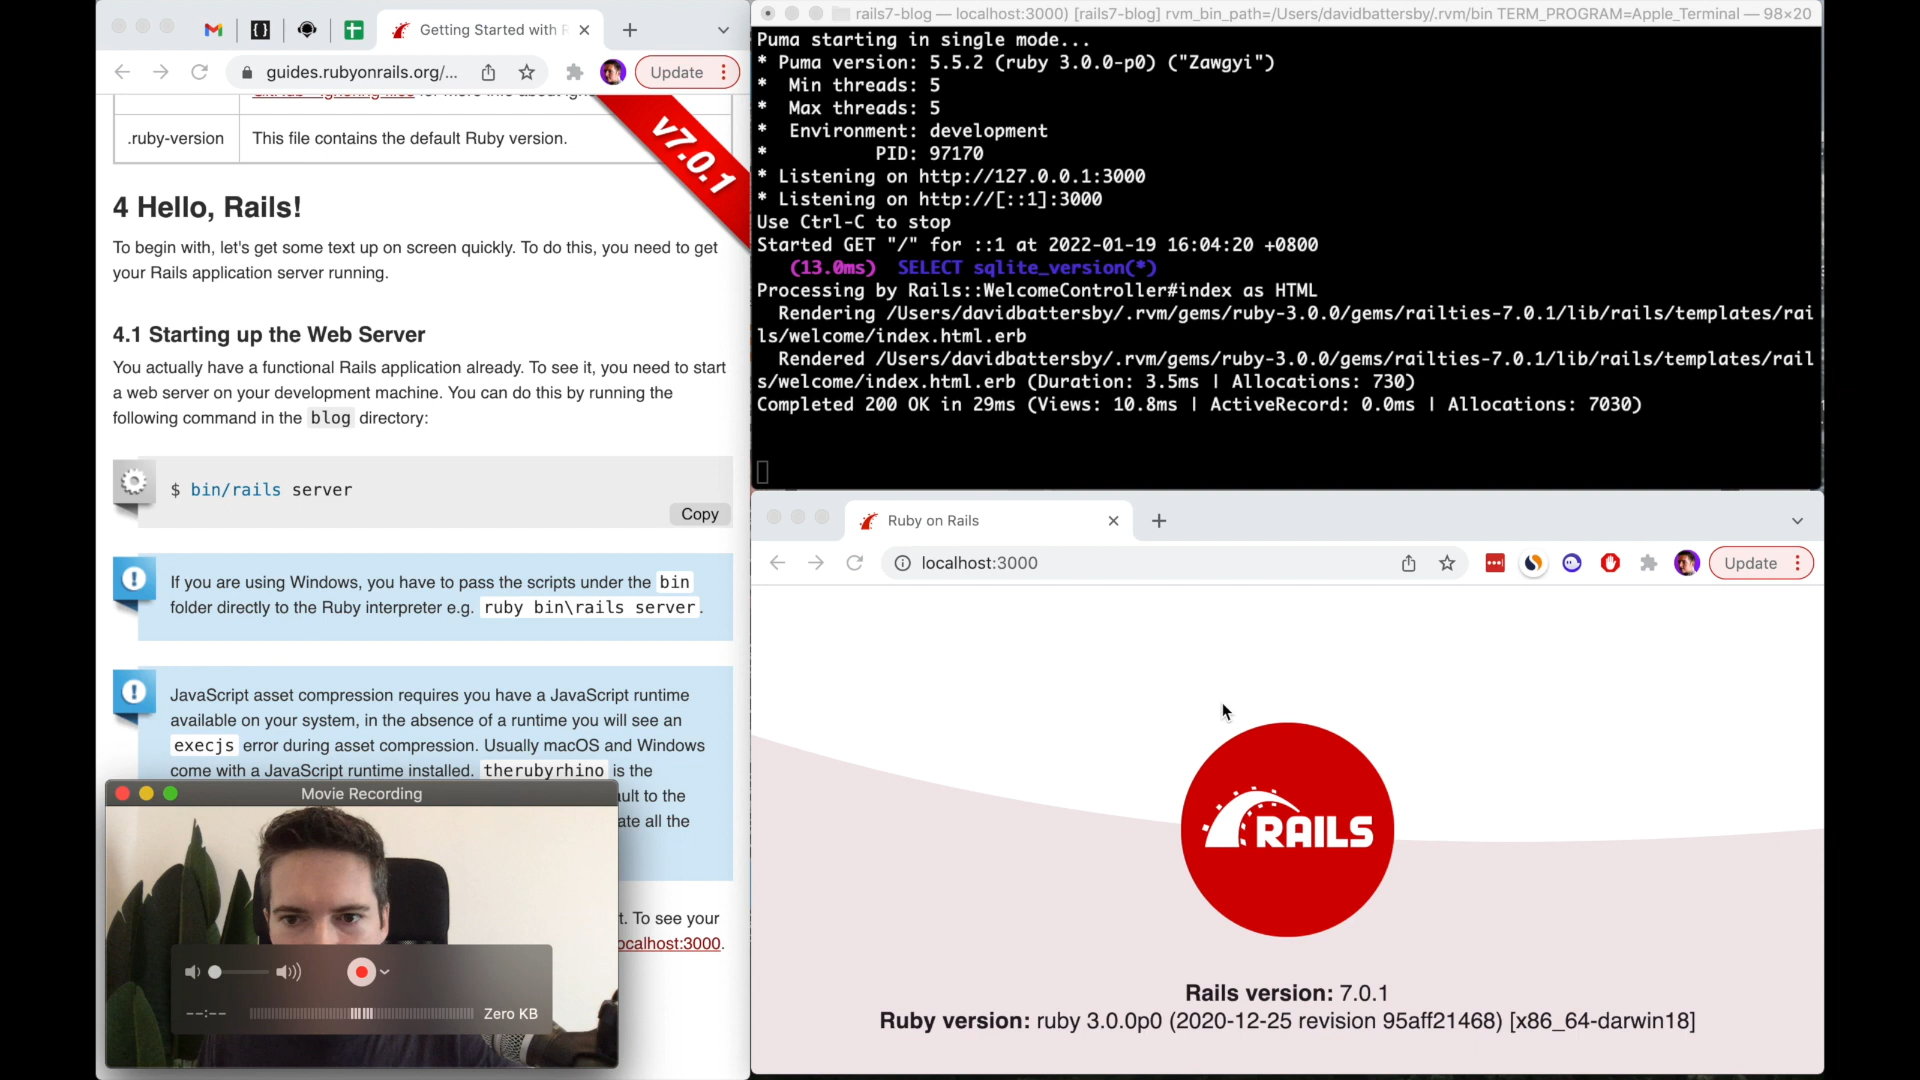 Getting Started with R
guides.rubyonrails.org/...
Update
.ruby-version
This file contains the default Ruby version.
v7.0.1
4 Hello, Rails!
To begin with, let's get some text up on screen quickly. To do this, you need to get
your Rails application server running.
4.1 Starting up the Web Server
You actually have a functional Rails application already. To see it, you need to start
a web server on your development machine. You can do this by running the
following command in the blog directory:
$ bin/rails server
Copy
If you are using Windows, you have to pass the scripts under the bin
folder directly to the Ruby interpreter e.g. ruby bin\rails server.
JavaScript asset compression requires you have a JavaScript runtime
available on your system, in the absence of a runtime you will see an
execjs error during asset compression. Usually macOS and Windows
come with a JavaScript runtime installed. therubyrhino is the
ault to the
ate all the
t. To see your
ocalhost:3000.
Movie Recording
--:--
Zero KB
rails7-blog — localhost:3000) [rails7-blog] rvm_bin_path=/Users/davidbattersby/.rvm/bin TERM_PROGRAM=Apple_Terminal — 98×20
Puma starting in single mode...
* Puma version: 5.5.2 (ruby 3.0.0-p0) ("Zawgyi")
*  Min threads: 5
*  Max threads: 5
*  Environment: development
*          PID: 97170
* Listening on http://127.0.0.1:3000
* Listening on http://[::1]:3000
Use Ctrl-C to stop
Started GET "/" for ::1 at 2022-01-19 16:04:20 +0800
(13.0ms)  SELECT sqlite_version(*)
Processing by Rails::WelcomeController#index as HTML
Rendering /Users/davidbattersby/.rvm/gems/ruby-3.0.0/gems/railties-7.0.1/lib/rails/templates/rai
ls/welcome/index.html.erb
Rendered /Users/davidbattersby/.rvm/gems/ruby-3.0.0/gems/railties-7.0.1/lib/rails/templates/rail
s/welcome/index.html.erb (Duration: 3.5ms | Allocations: 730)
Completed 200 OK in 29ms (Views: 10.8ms | ActiveRecord: 0.0ms | Allocations: 7030)
Ruby on Rails
localhost:3000
Update
RAILS
Rails version: 7.0.1
Ruby version: ruby 3.0.0p0 (2020-12-25 revision 95aff21468) [x86_64-darwin18]